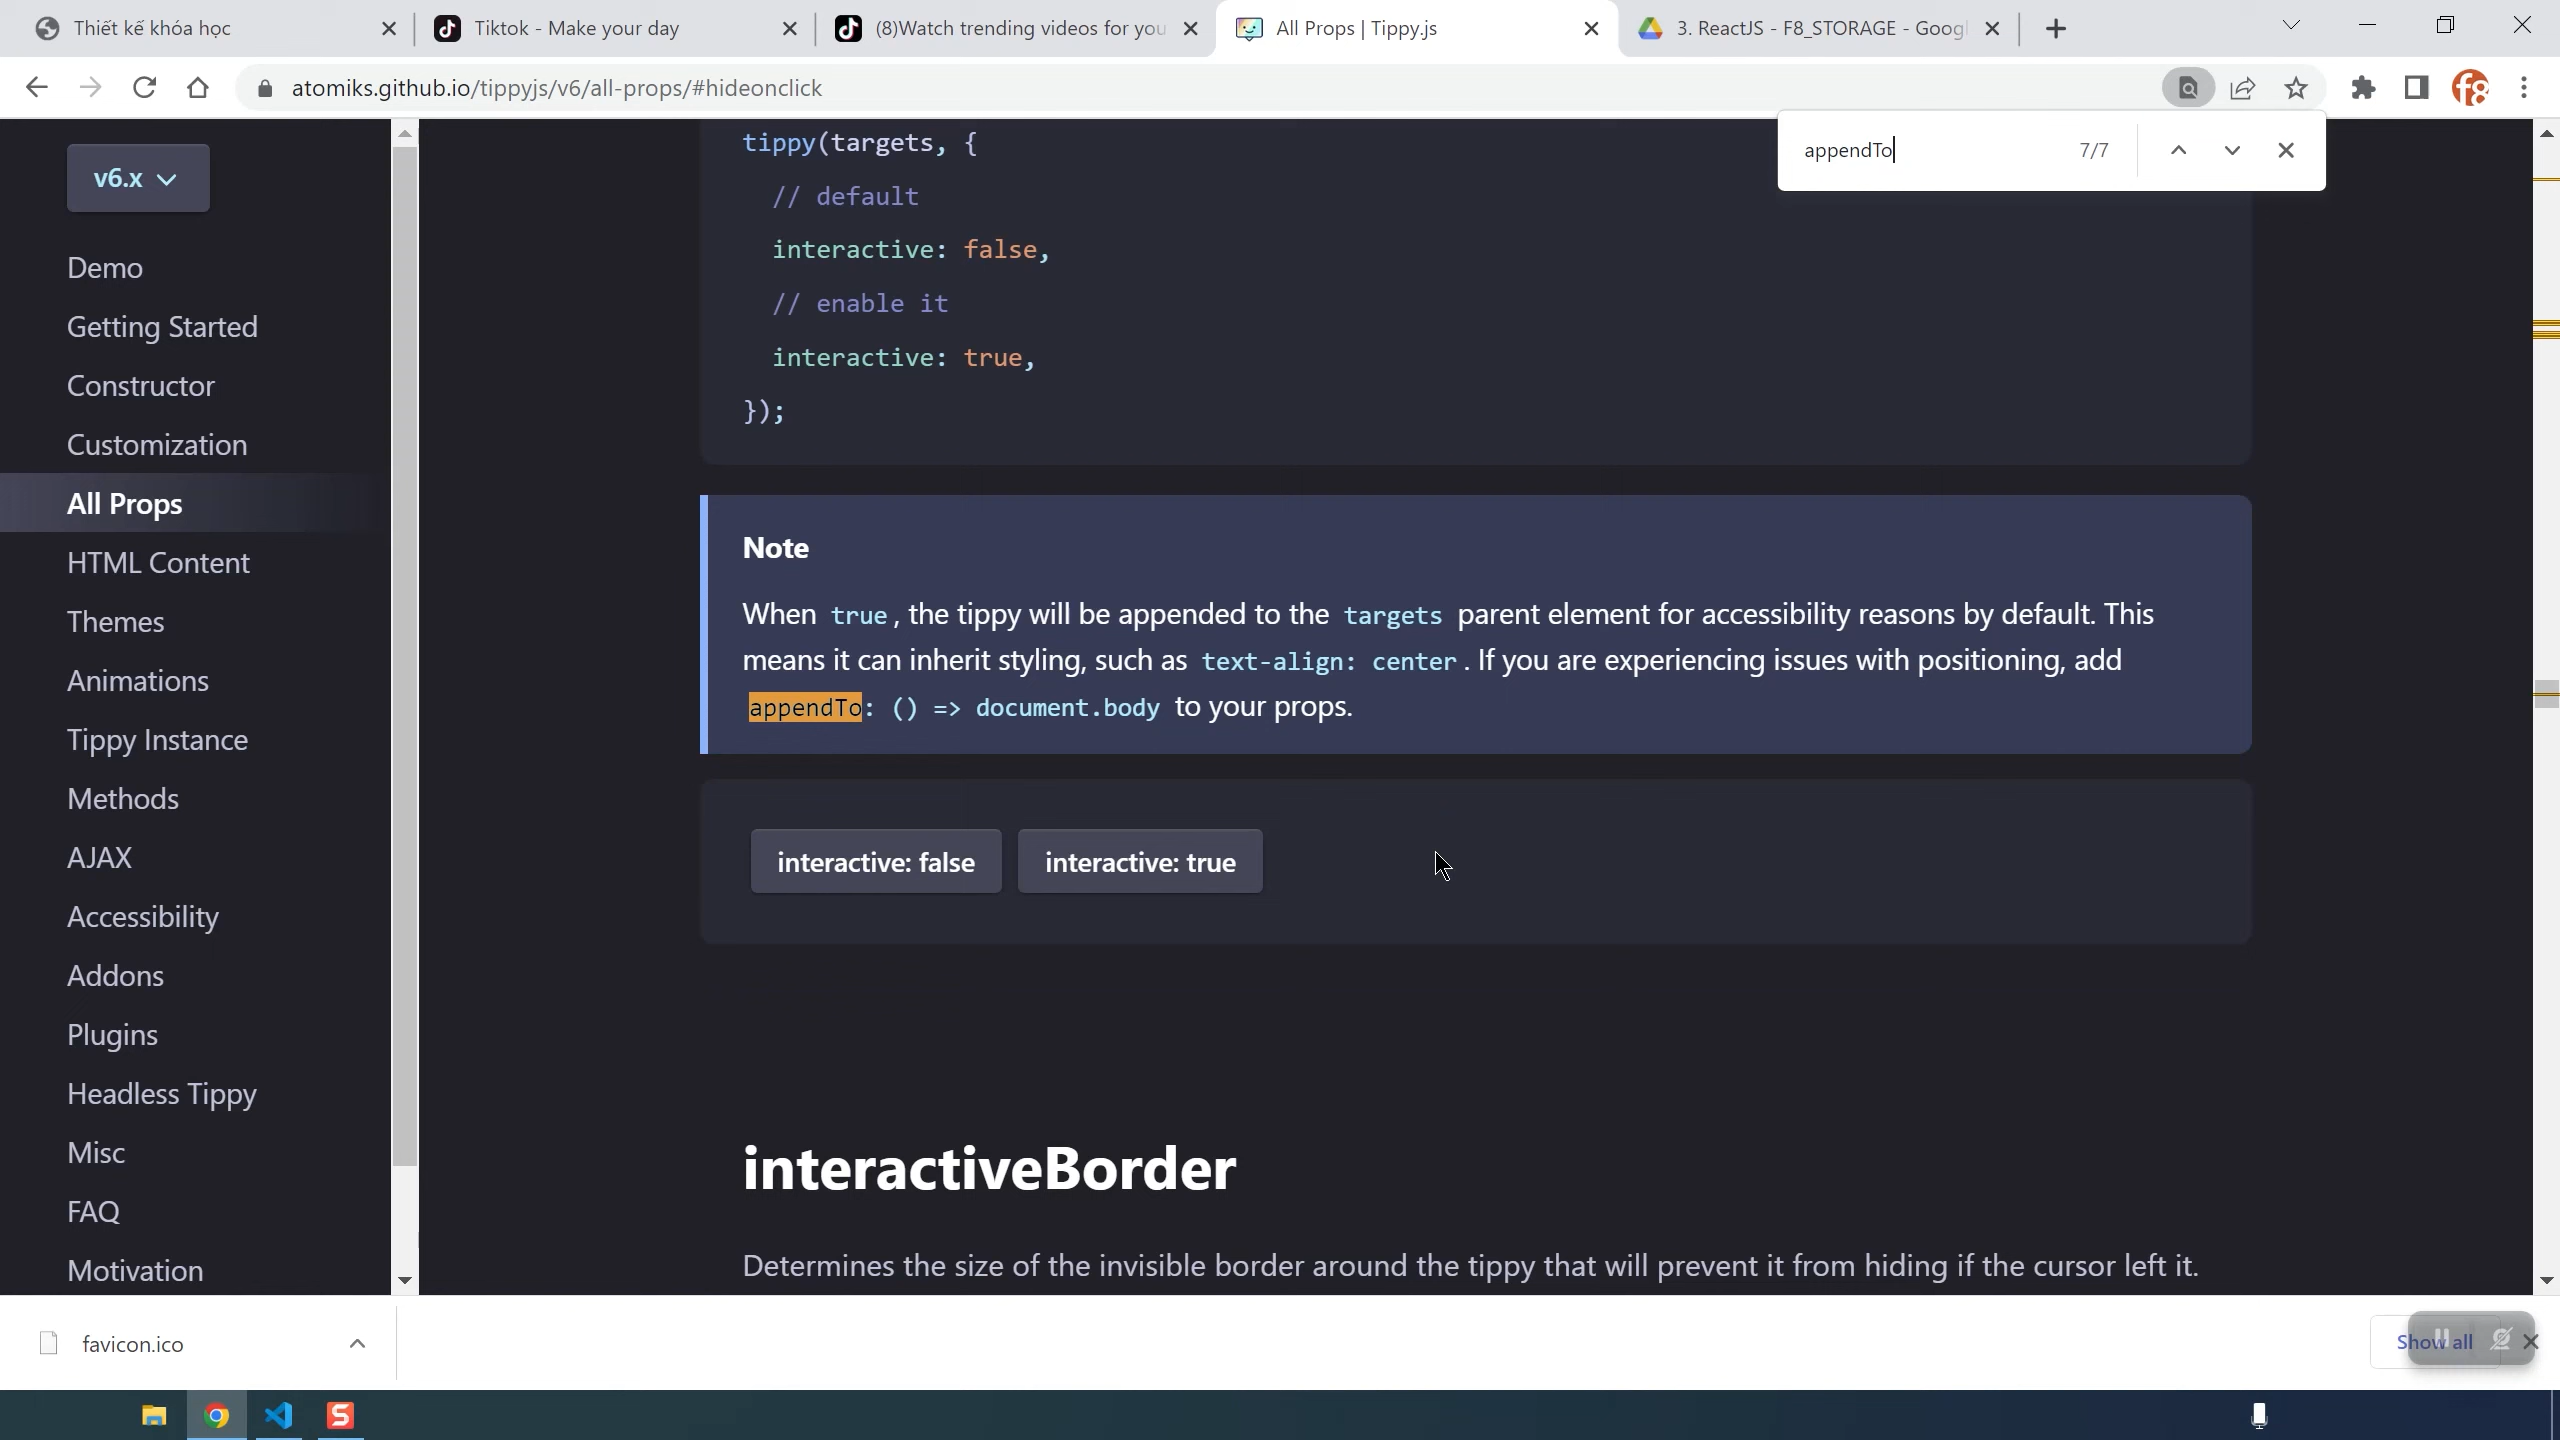 Thiết kế khóa học
Tiktok - Make your day
(8)Watch trending videos for you
All Props | Tippy.js
3. ReactJS - F8_STORAGE - Googl
atomiks.github.io/tippyjs/v6/all-props/#hideonclick
f8
appendTo
7/7
v6.x
Demo
Getting Started
Constructor
Customization
All Props
HTML Content
Themes
Animations
Tippy Instance
Methods
AJAX
Accessibility
Addons
Plugins
Headless Tippy
Misc
FAQ
Motivation
tippy(targets, {
// default
interactive: false,
// enable it
interactive: true,
});
Note
When true, the tippy will be appended to the targets parent element for accessibility reasons by default. This
means it can inherit styling, such as text-align: center. If you are experiencing issues with positioning, add
appendTo: () => document.body to your props.
interactive: false
interactive: true
interactiveBorder
Determines the size of the invisible border around the tippy that will prevent it from hiding if the cursor left it.
favicon.ico
Show all